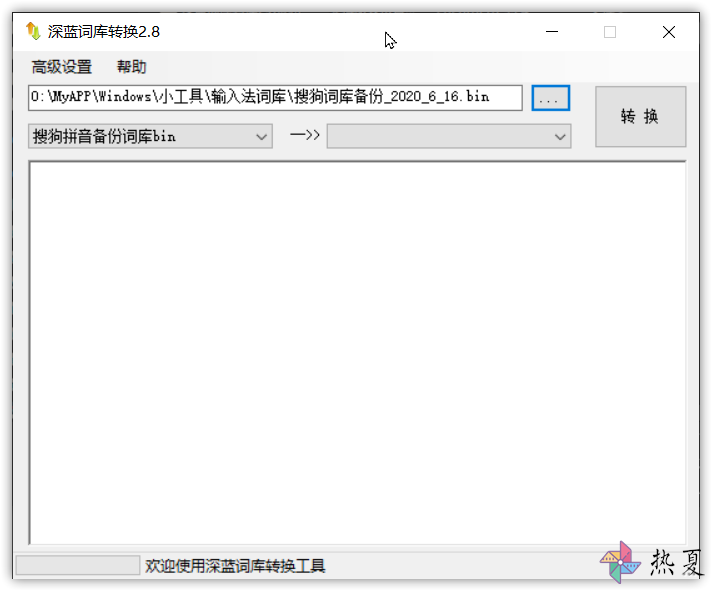 深蓝词库转换2.8
高级设置 帮助
O:\MyAPP\Windows\小工具\输入法词库\搜狗词库备份_2020_6_16.bin ...
转 换
搜狗拼音备份词库bin —>>
欢迎使用深蓝词库转换工具
热夏